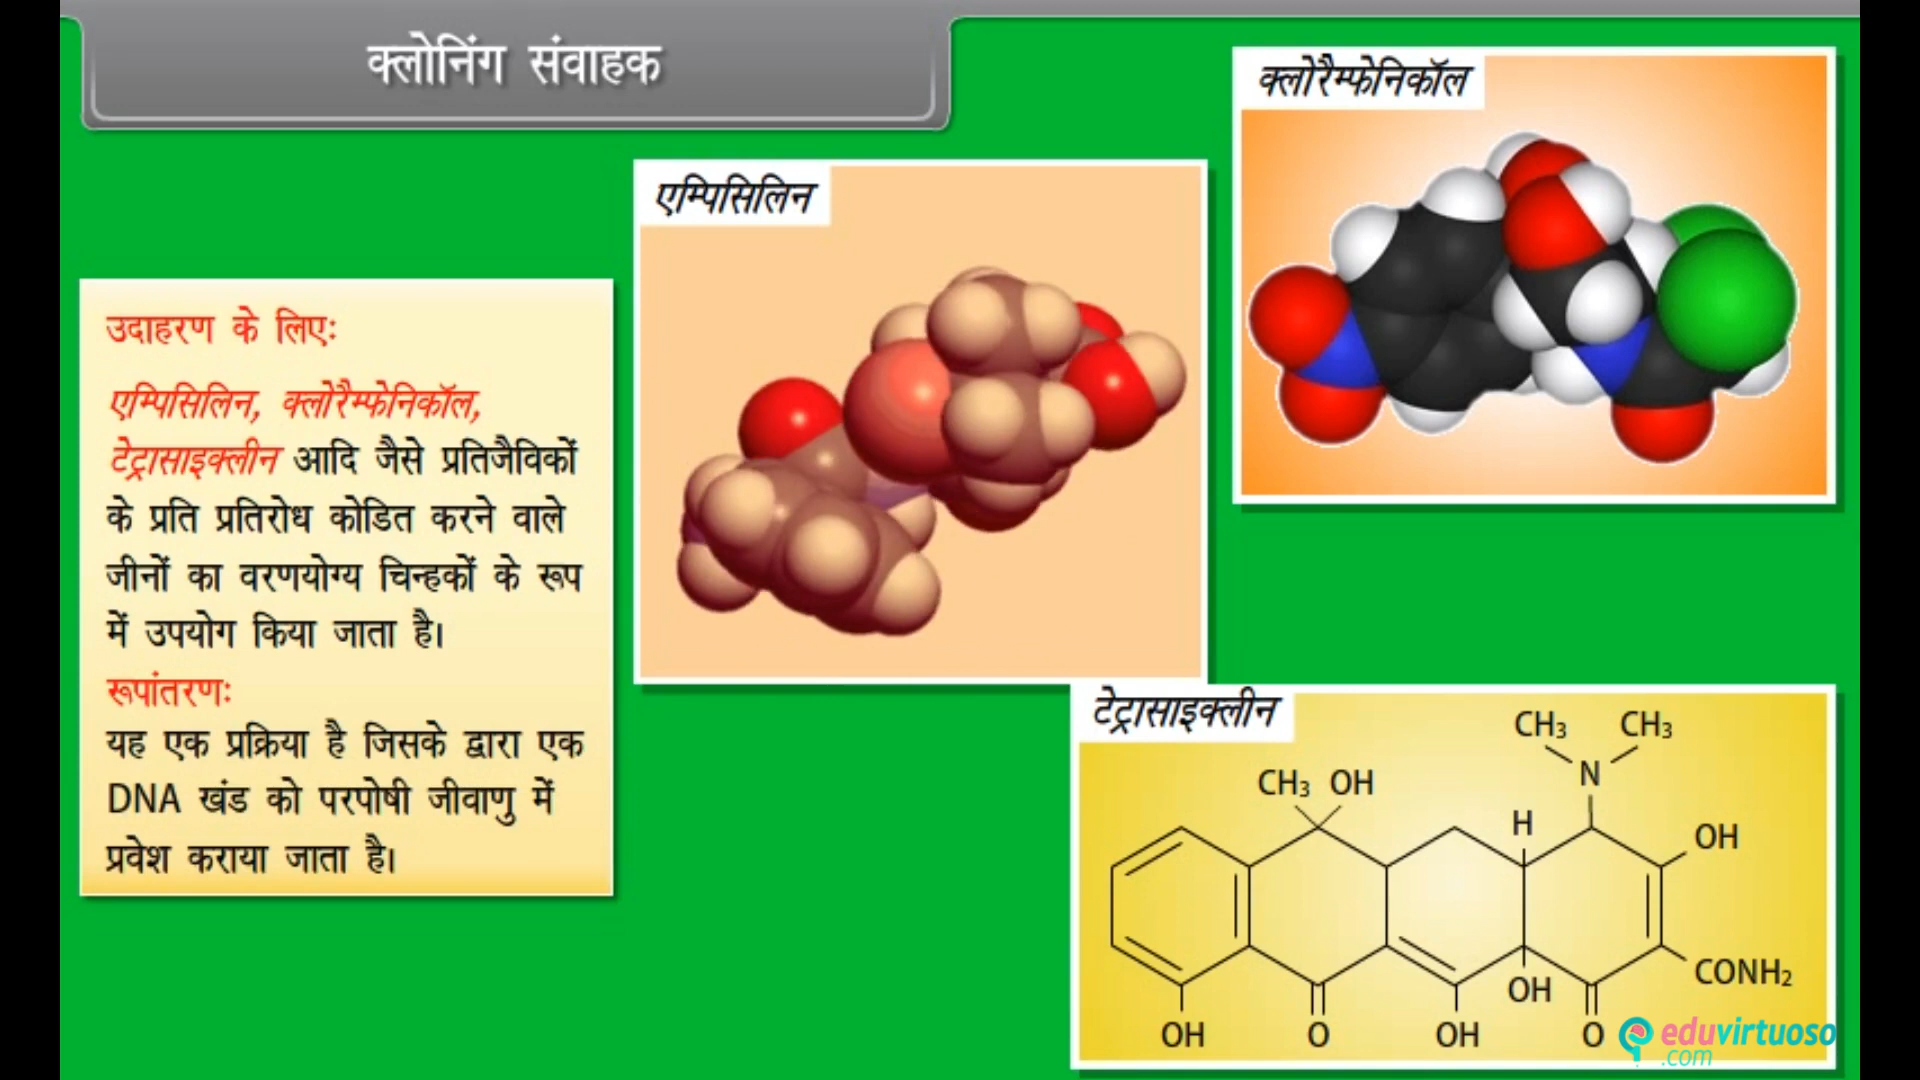 क्लोनिंग संवाहक
उदाहरण के लिएः
एम्पिसिलिन, क्लोरैम्फेनिकॉल,
टेट्रासाइक्लीन आदि जैसे प्रतिजैविकों
के प्रति प्रतिरोध कोडित करने वाले
जीनों का वरणयोग्य चिन्हकों के रूप
में उपयोग किया जाता है।
रूपांतरणः
यह एक प्रक्रिया है जिसके द्वारा एक
DNA खंड को परपोषी जीवाणु में
प्रवेश कराया जाता है।
एम्पिसिलिन
क्लोरैम्फेनिकॉल
टेट्रासाइक्लीन
CH₃ CH₃
N
CH₃ OH
H
OH
CONH₂
OH
OH O OH O
eduvirtuoso
.com